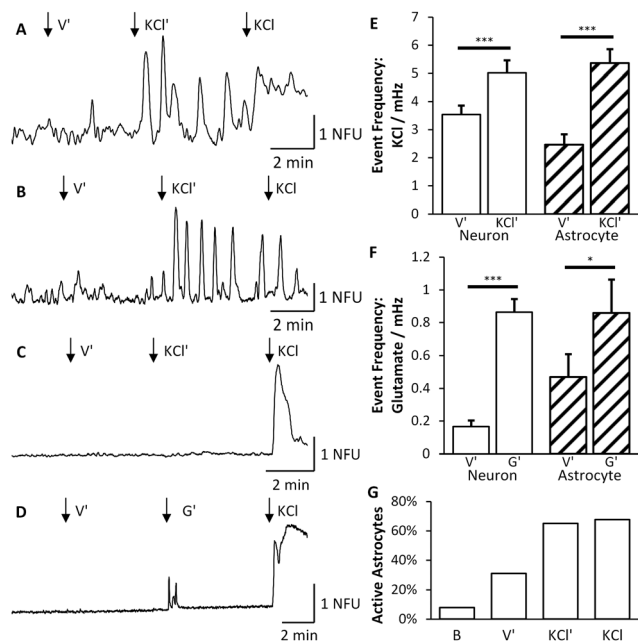 A
V'
KCl'
KCl
1 NFU
2 min
B
V'
KCl'
KCl
1 NFU
2 min
C
V'
KCl'
KCl
1 NFU
2 min
D
V'
G'
KCl
1 NFU
2 min
E
Event Frequency:
KCl / mHz
7
6
5
4
3
2
1
0
***
***
V'
KCl'
V'
KCl'
Neuron
Astrocyte
F
Event Frequency:
Glutamate / mHz
1.2
1
0.8
0.6
0.4
0.2
0
***
*
V'
G'
V'
G'
Neuron
Astrocyte
G
Active Astrocytes
80%
60%
40%
20%
0%
B
V'
KCl'
KCl